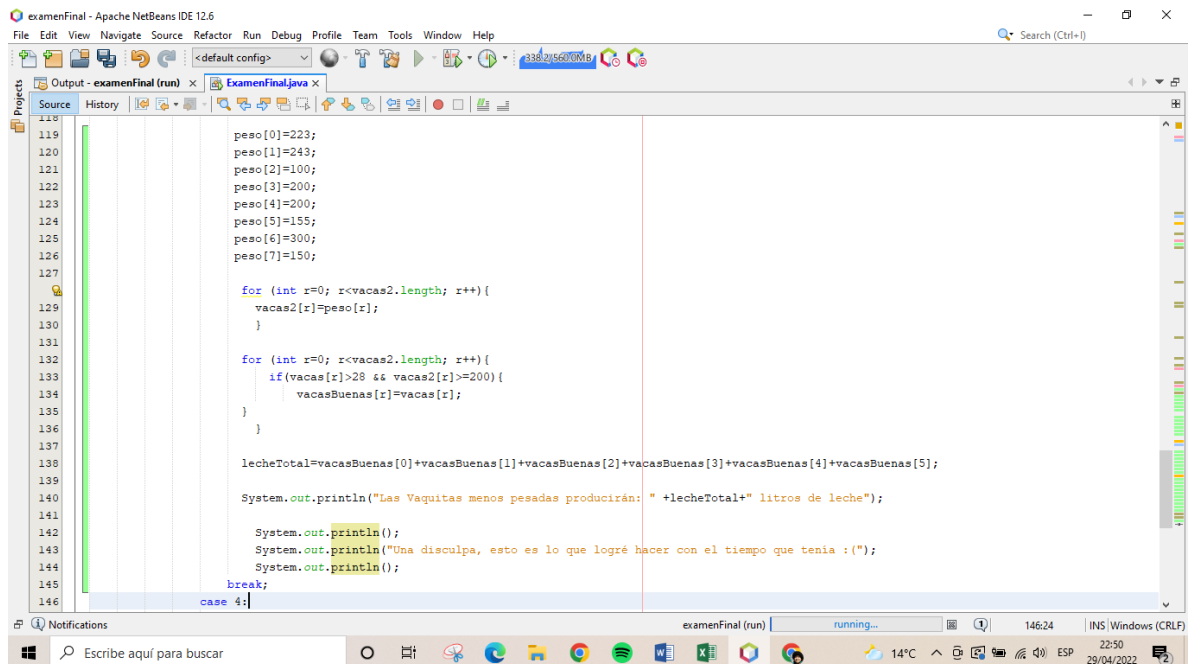 examenFinal - Apache NetBeans IDE 12.6
File Edit View Navigate Source Refactor Run Debug Profile Team Tools Window Help
Search (Ctrl+I)
<default config>
338.2/560.0MB
Projects
Output - examenFinal (run) ExamenFinal.java
Source History
118
119 peso[0]=223;
120 peso[1]=243;
121 peso[2]=100;
122 peso[3]=200;
123 peso[4]=200;
124 peso[5]=155;
125 peso[6]=300;
126 peso[7]=150;
127
for (int r=0; r<vacas2.length; r++){
129 vacas2[r]=peso[r];
130 }
131
132 for (int r=0; r<vacas2.length; r++){
133 if(vacas[r]>28 && vacas2[r]>=200){
134 vacasBuenas[r]=vacas[r];
135 }
136 }
137
138 lecheTotal=vacasBuenas[0]+vacasBuenas[1]+vacasBuenas[2]+vacasBuenas[3]+vacasBuenas[4]+vacasBuenas[5];
139
140 System.out.println("Las Vaquitas menos pesadas producirán: " +lecheTotal+" litros de leche");
141
142 System.out.println();
143 System.out.println("Una disculpa, esto es lo que logré hacer con el tiempo que tenia :(");
144 System.out.println();
145 break;
146 case 4:
Notifications examenFinal (run) running... 1 146:24 INS Windows (CRLF)
Escribe aquí para buscar 14°C ESP 22:50
29/04/2022 2